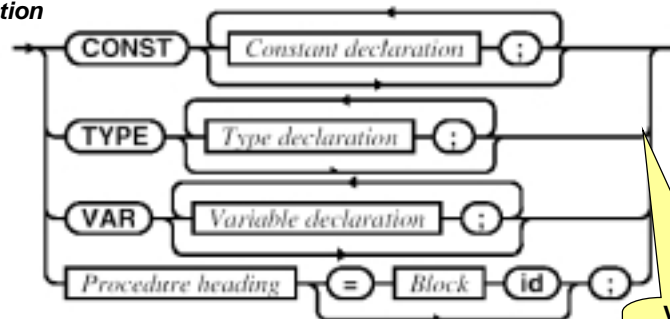 tion
CONST Constant declaration ;
TYPE Type declaration ;
VAR Variable declaration ;
Procedure heading = Block id ;